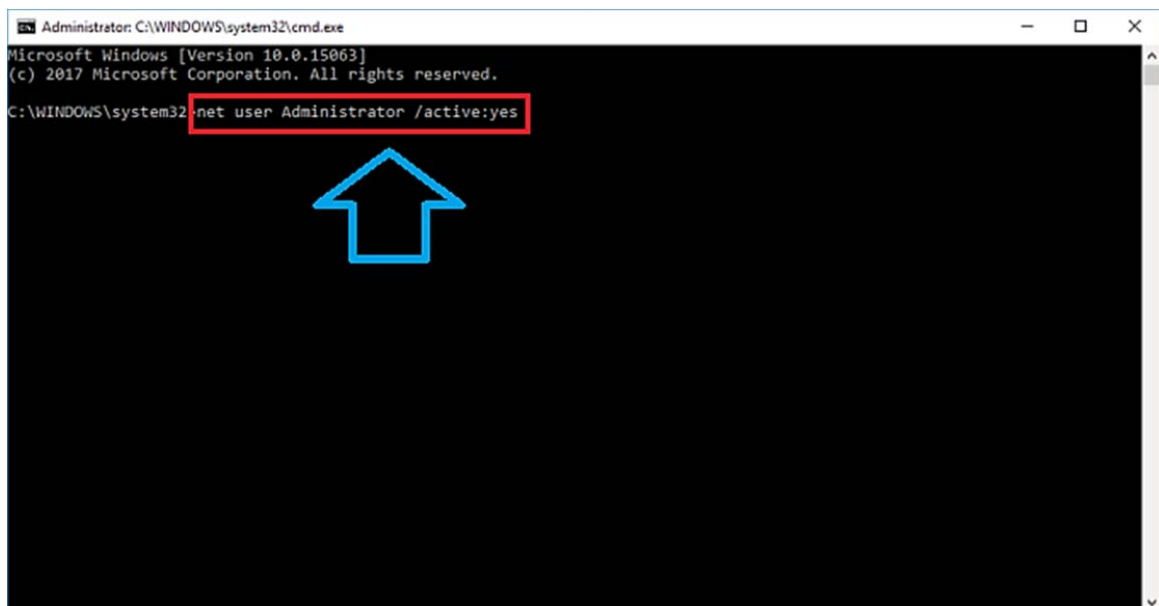 Administrator: C:\WINDOWS\system32\cmd.exe
Microsoft Windows [Version 10.0.15063]
(c) 2017 Microsoft Corporation. All rights reserved.
C:\WINDOWS\system32>net user Administrator /active:yes